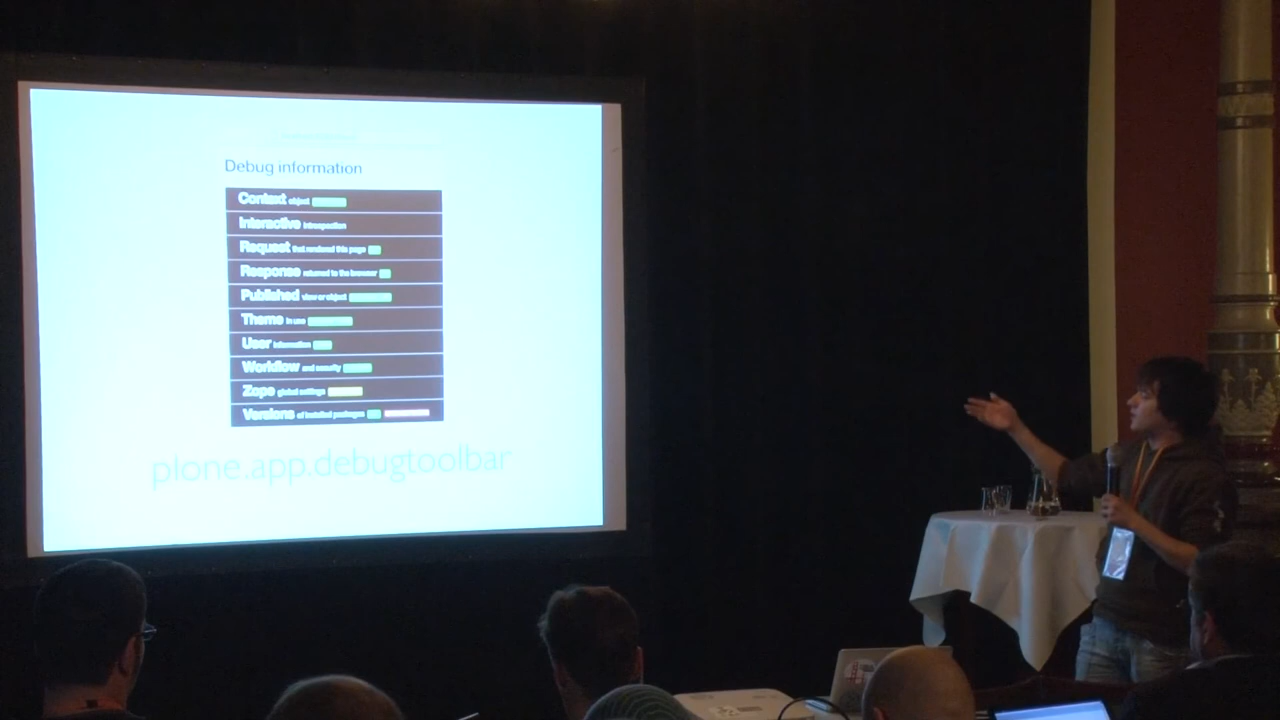 Debug information
Context object
Interactive introspection
Request that rendered this page
Response returned to the browser
Published view or object
Theme in use
User information
Workflow and security
Zope global settings
Versions of installed packages
plone.app.debugtoolbar